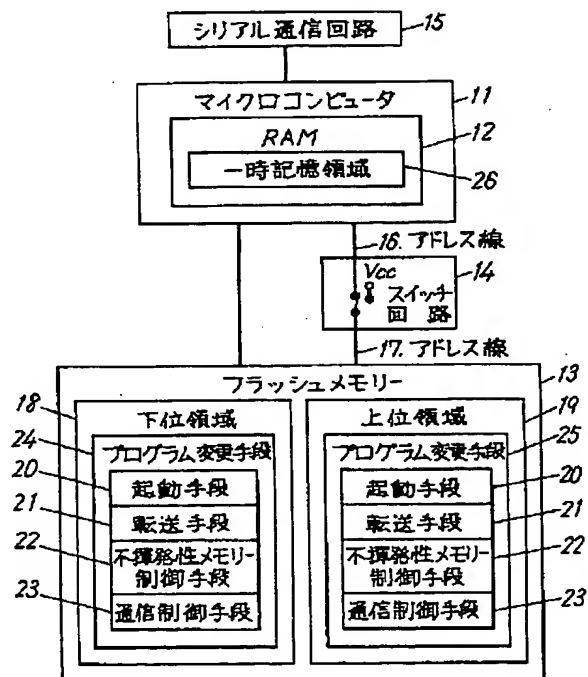 シリアル通信回路
15
マイクロコンピュータ
11
RAM
12
一時記憶領域
26
16. アドレス線
Vcc
14
スイッチ
回路
17. アドレス線
フラッシュメモリー
13
18
下位領域
上位領域
19
24
プログラム変更手段
プログラム変更手段
25
20
起動手段
起動手段
20
21
転送手段
転送手段
21
22
不揮発性メモリー
制御手段
不揮発性メモリー
制御手段
22
23
通信制御手段
通信制御手段
23